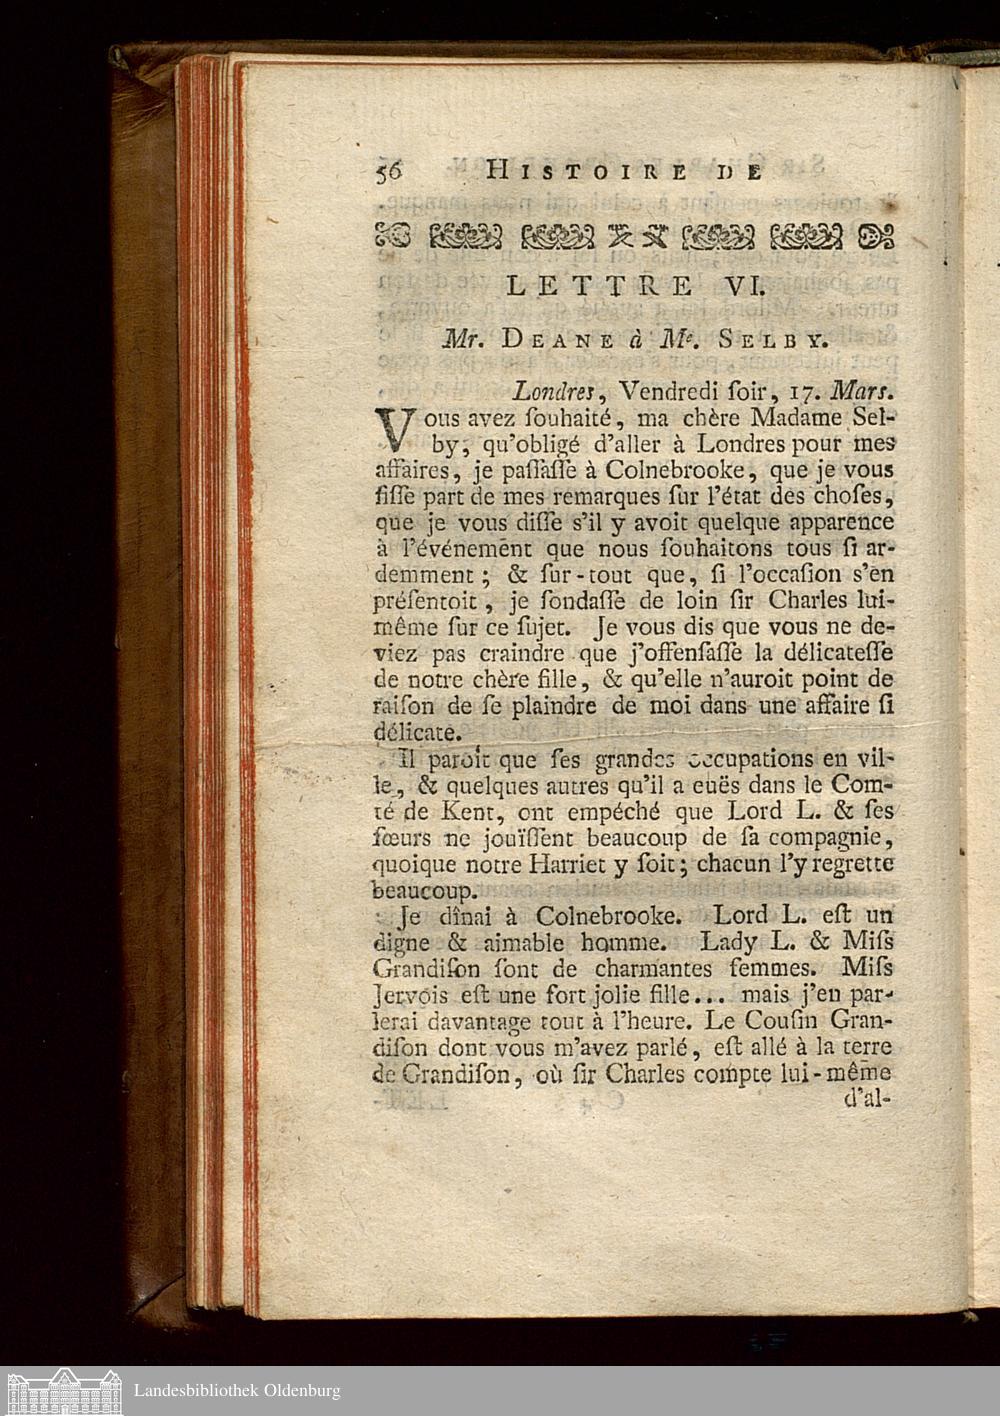 56 HISTOIRE DE
LETTRE VI.
Mr. DEANE à Me. SELBY.
Londres, Vendredi ſoir, 17. Mars.
Vous avez ſouhaité, ma chère Madame Sel-
by, qu'obligé d'aller à Londres pour mes
affaires, je paſſaſſe à Colnebrooke, que je vous
fiſſe part de mes remarques ſur l'état des choſes,
que je vous diſſe s'il y avoit quelque apparence
à l'événement que nous ſouhaitons tous ſi ar-
demment; & ſur-tout que, ſi l'occaſion s'en
préſentoit, je ſondaſſe de loin ſir Charles lui-
même ſur ce ſujet. Je vous dis que vous ne de-
viez pas craindre que j'offenſaſſe la délicateſſe
de notre chère fille, & qu'elle n'auroit point de
raiſon de ſe plaindre de moi dans une affaire ſi
délicate.
Il paroît que ſes grandes occupations en vil-
le, & quelques autres qu'il a euës dans le Com-
té de Kent, ont empéché que Lord L. & ſes
ſœurs ne jouïſſent beaucoup de ſa compagnie,
quoique notre Harriet y ſoit; chacun l'y regrette
beaucoup.
Je dînai à Colnebrooke. Lord L. eſt un
digne & aimable homme. Lady L. & Miſs
Grandiſon ſont de charmantes femmes. Miſs
Jervois eſt une fort jolie fille... mais j'en par-
lerai davantage tout à l'heure. Le Couſin Gran-
diſon dont vous m'avez parlé, eſt allé à la terre
de Grandiſon, où ſir Charles compte lui-même
d'al-
Landesbibliothek Oldenburg